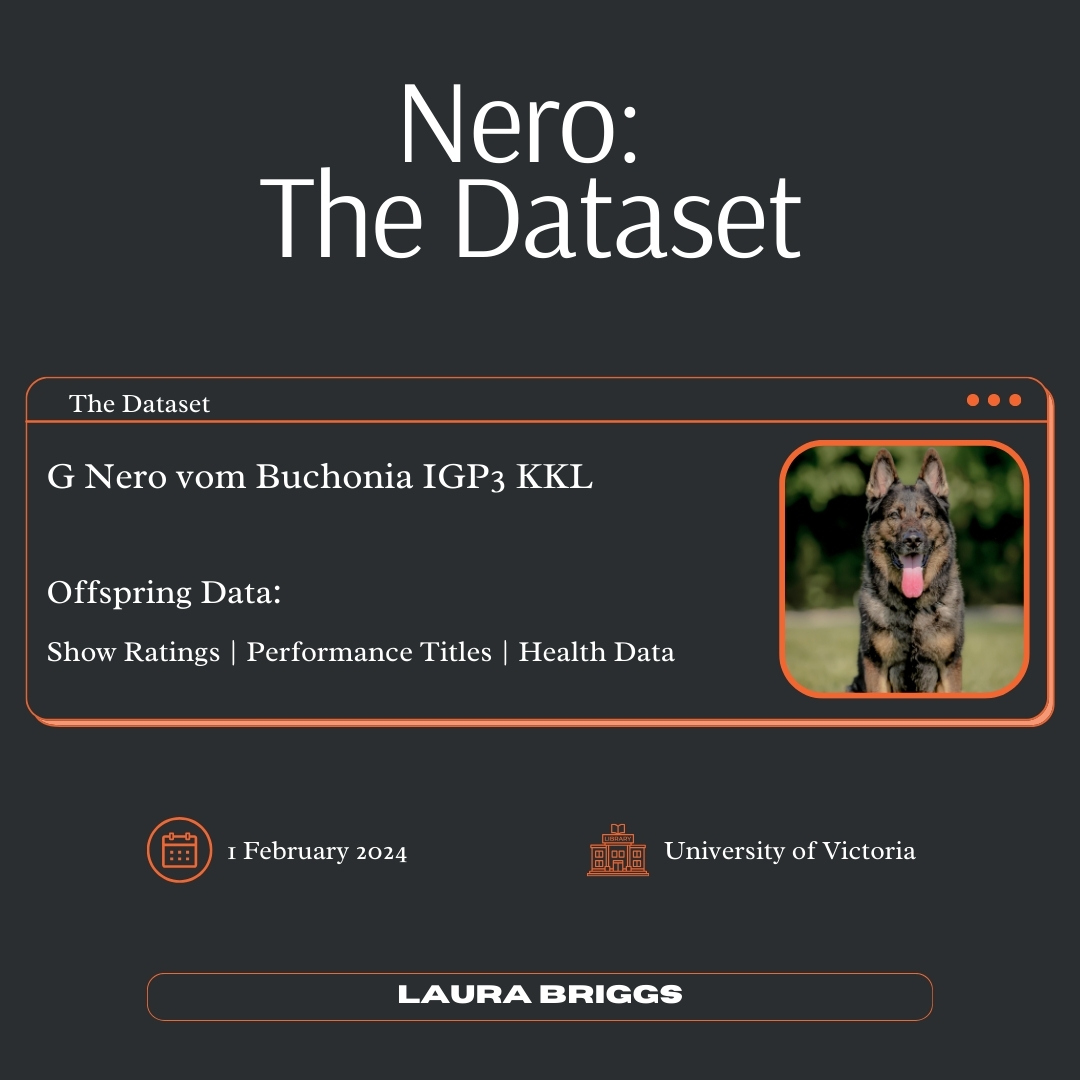 Nero:
The Dataset
The Dataset
G Nero vom Buchonia IGP3 KKL
Offspring Data:
Show Ratings | Performance Titles | Health Data
1 February 2024
LIBRARY
University of Victoria
LAURA BRIGGS